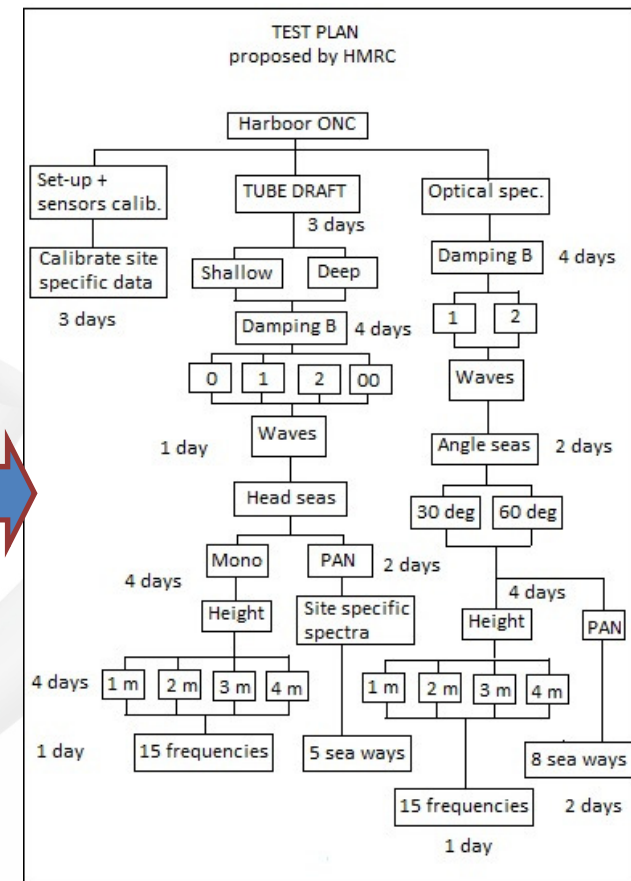 TEST PLAN
proposed by HMRC
Harboor ONC
Set-up +
sensors calib.
TUBE DRAFT
Optical spec.
3 days
Calibrate site
specific data
Shallow
Deep
Damping B
4 days
3 days
Damping B
4 days
1
2
0
1
2
00
Waves
1 day
Waves
Angle seas
2 days
Head seas
30 deg
60 deg
Mono
PAN
2 days
4 days
4 days
Height
Site specific
spectra
Height
PAN
4 days
1 m
2 m
3 m
4 m
1 m
2 m
3 m
4 m
1 day
15 frequencies
5 sea ways
8 sea ways
15 frequencies
2 days
1 day